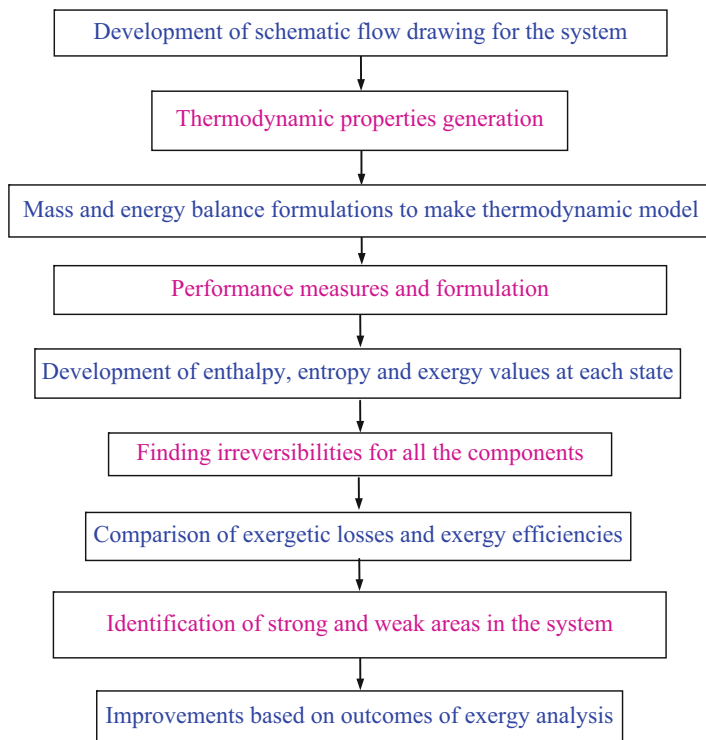 Development of schematic flow drawing for the system
Thermodynamic properties generation
Mass and energy balance formulations to make thermodynamic model
Performance measures and formulation
Development of enthalpy, entropy and exergy values at each state
Finding irreversibilities for all the components
Comparison of exergetic losses and exergy efficiencies
Identification of strong and weak areas in the system
Improvements based on outcomes of exergy analysis